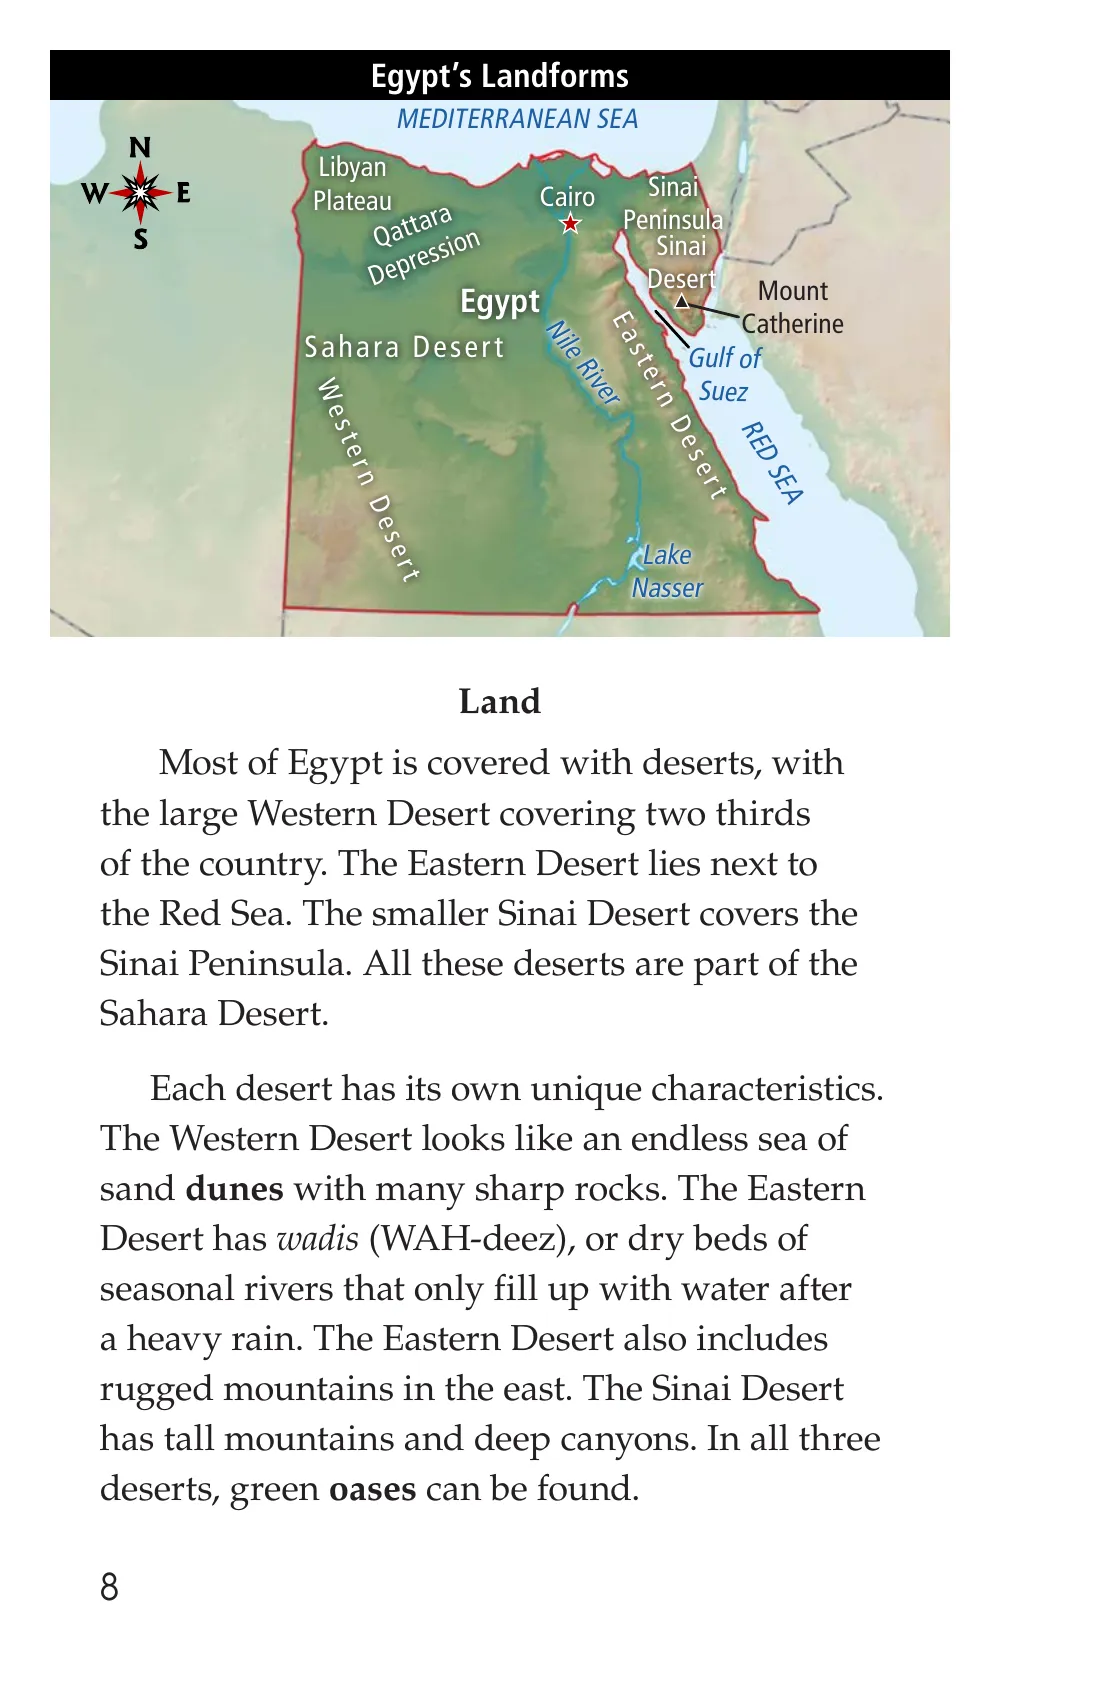 Egypt's Landforms
MEDITERRANEAN SEA
N
W E
S
Libyan
Plateau
Qattara
Depression
Cairo
Sinai
Peninsula
Sinai
Desert
Mount
Catherine
Egypt
Sahara Desert
Nile River
Eastern Desert
Gulf of
Suez
Western Desert
RED SEA
Lake
Nasser
Land
Most of Egypt is covered with deserts, with
the large Western Desert covering two thirds
of the country. The Eastern Desert lies next to
the Red Sea. The smaller Sinai Desert covers the
Sinai Peninsula. All these deserts are part of the
Sahara Desert.
Each desert has its own unique characteristics.
The Western Desert looks like an endless sea of
sand dunes with many sharp rocks. The Eastern
Desert has wadis (WAH-deez), or dry beds of
seasonal rivers that only fill up with water after
a heavy rain. The Eastern Desert also includes
rugged mountains in the east. The Sinai Desert
has tall mountains and deep canyons. In all three
deserts, green oases can be found.
8